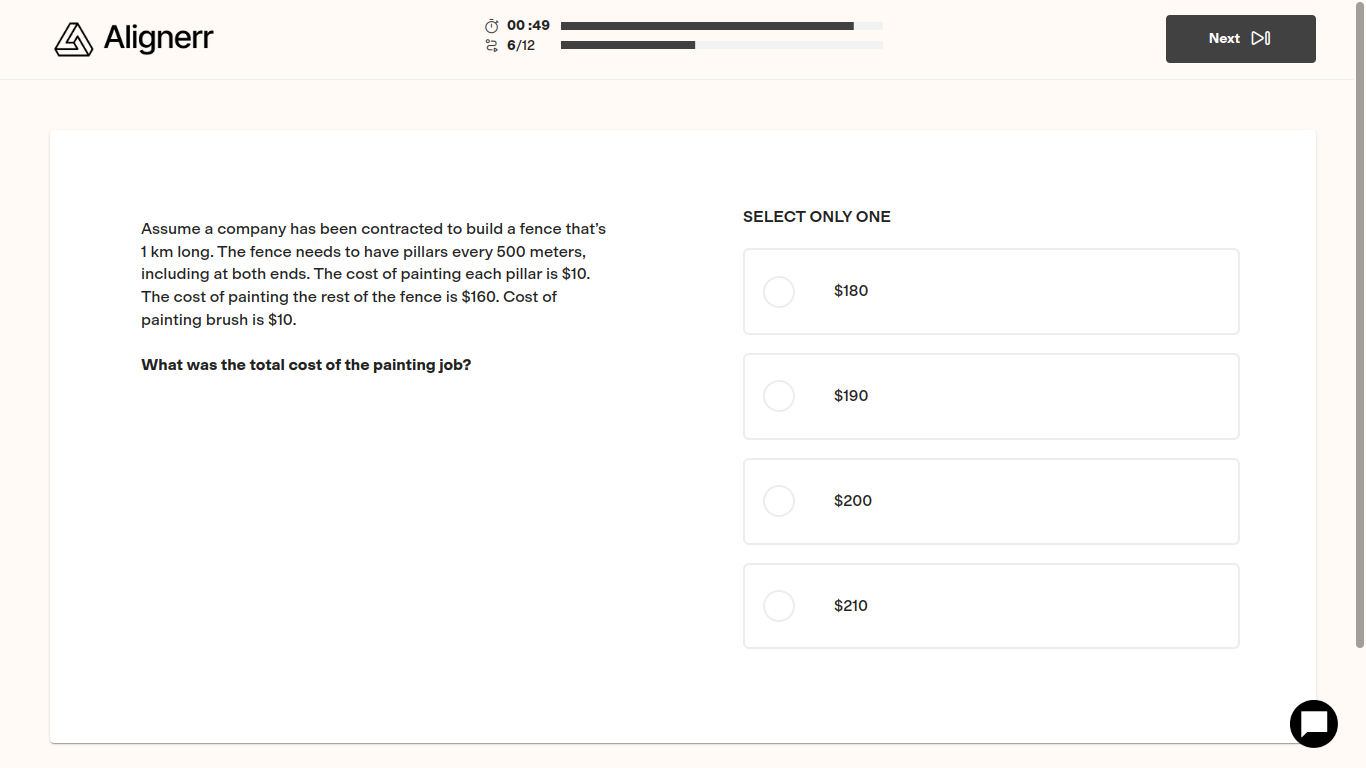 Alignerr
00 :49
6/12
Next
Assume a company has been contracted to build a fence that’s
1 km long. The fence needs to have pillars every 500 meters,
including at both ends. The cost of painting each pillar is $10.
The cost of painting the rest of the fence is $160. Cost of
painting brush is $10.
What was the total cost of the painting job?
SELECT ONLY ONE
$180
$190
$200
$210